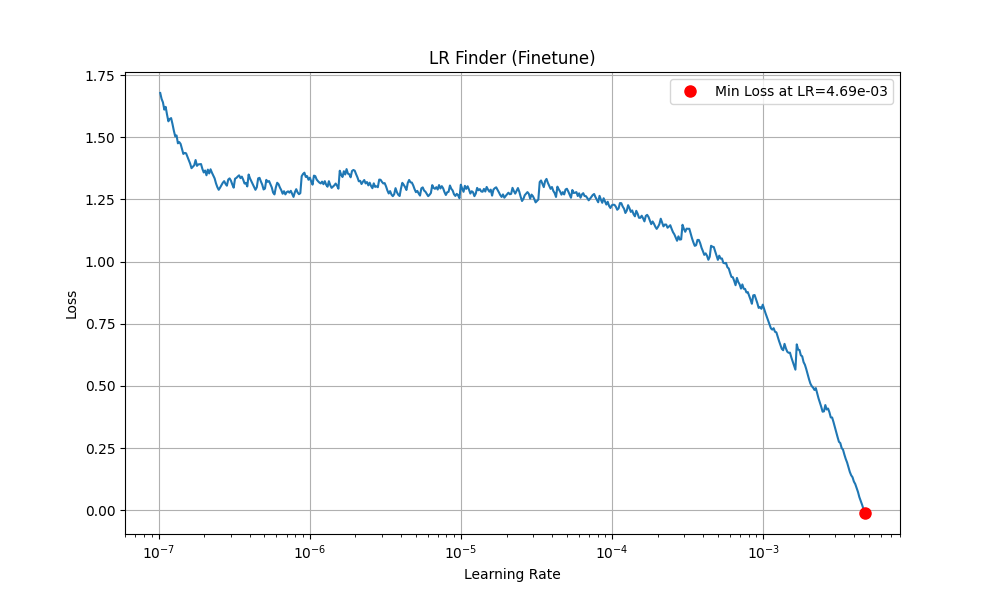 LR Finder (Finetune)
Min Loss at LR=4.69e-03
1.75
1.50
1.25
1.00
0.75
0.50
0.25
0.00
Loss
10⁻⁷ 10⁻⁶ 10⁻⁵ 10⁻⁴ 10⁻³
Learning Rate